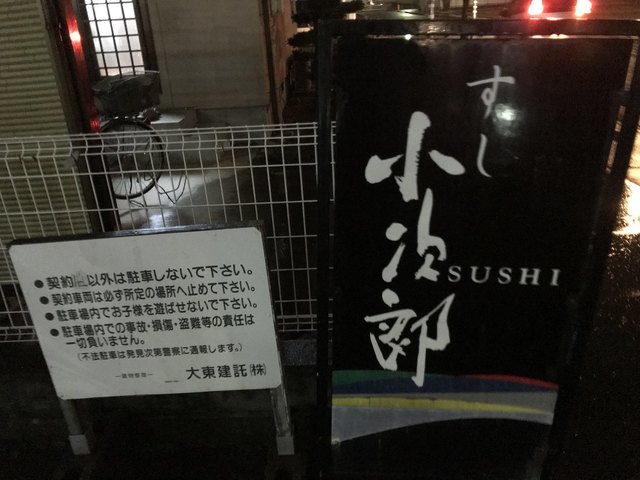 ●契約車以外は駐車しないで下さい。
●契約車両は必ず所定の場所へ止めて下さい。
●駐車場内でお子様を遊ばせないで下さい。
●駐車場内での事故・損傷・盗難等の責任は
一切負いません。
(不法駐車は発見次第警察に通報します。)
大東建託(株)
すし
小次郎
SUSHI